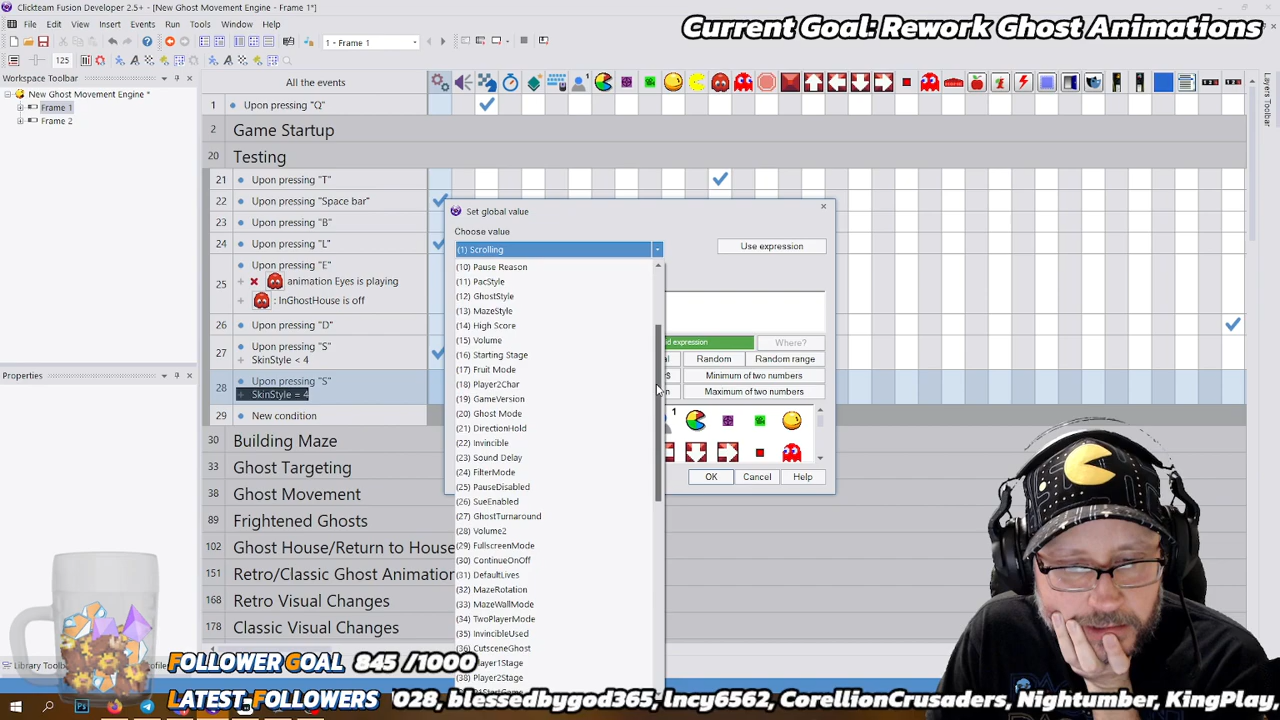 Clickteam Fusion Developer 2.5+ - [New Ghost Movement Engine - Frame 1*]
Current Goal: Rework Ghost Animations
File Edit View Insert Run Tools Window Help
1 - Frame 1
125
Workspace Toolbar
New Ghost Movement Engine *
Frame 1
Frame 2
Properties
All the events
Layers Toolbar
1 Upon pressing "Q"
2 Game Startup
20 Testing
21 Upon pressing "T"
22 Upon pressing "Space bar"
23 Upon pressing "B"
24 Upon pressing "L"
25 Upon pressing "E"
animation Eyes is playing
: InGhostHouse is off
26 Upon pressing "D"
27 Upon pressing "S"
SkinStyle < 4
28 Upon pressing "S"
SkinStyle = 4
29 New condition
30 Building Maze
33 Ghost Targeting
38 Ghost Movement
89 Frightened Ghosts
102 Ghost House/Return to House
151 Retro/Classic Ghost Animation
168 Retro Visual Changes
178 Classic Visual Changes
Set global value
Choose value
(1) Scrolling
Use expression
(10) Pause Reason
(11) PacStyle
(12) GhostStyle
(13) MazeStyle
(14) High Score
(15) Volume
(16) Starting Stage
(17) Fruit Mode
(18) Player2Char
(19) GameVersion
(20) Ghost Mode
(21) DirectionHold
(22) Invincible
(23) Sound Delay
(24) FilterMode
(25) PauseDisabled
(26) SueEnabled
(27) GhostTurnaround
(28) Volume2
(29) FullscreenMode
(30) ContinueOnOff
(31) DefaultLives
(32) MazeRotation
(33) MazeWallMode
(34) TwoPlayerMode
(35) InvincibleUsed
(36) CutsceneGhost
Player1Stage
(38) Player2Stage
id expression Where?
Random Random range
Minimum of two numbers
Maximum of two numbers
OK Cancel Help
Library Toolb
Follower Goal 845 /1000
Latest Followers 028, blessedbygod365, lncy6562, CorellionCrusaders, Nightumber, KingPlay,